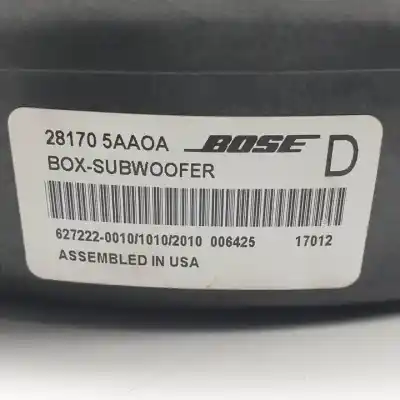 28170 5AA0A BOSE D
BOX-SUBWOOFER
627222-0010/1010/2010 006425 17012
ASSEMBLED IN USA